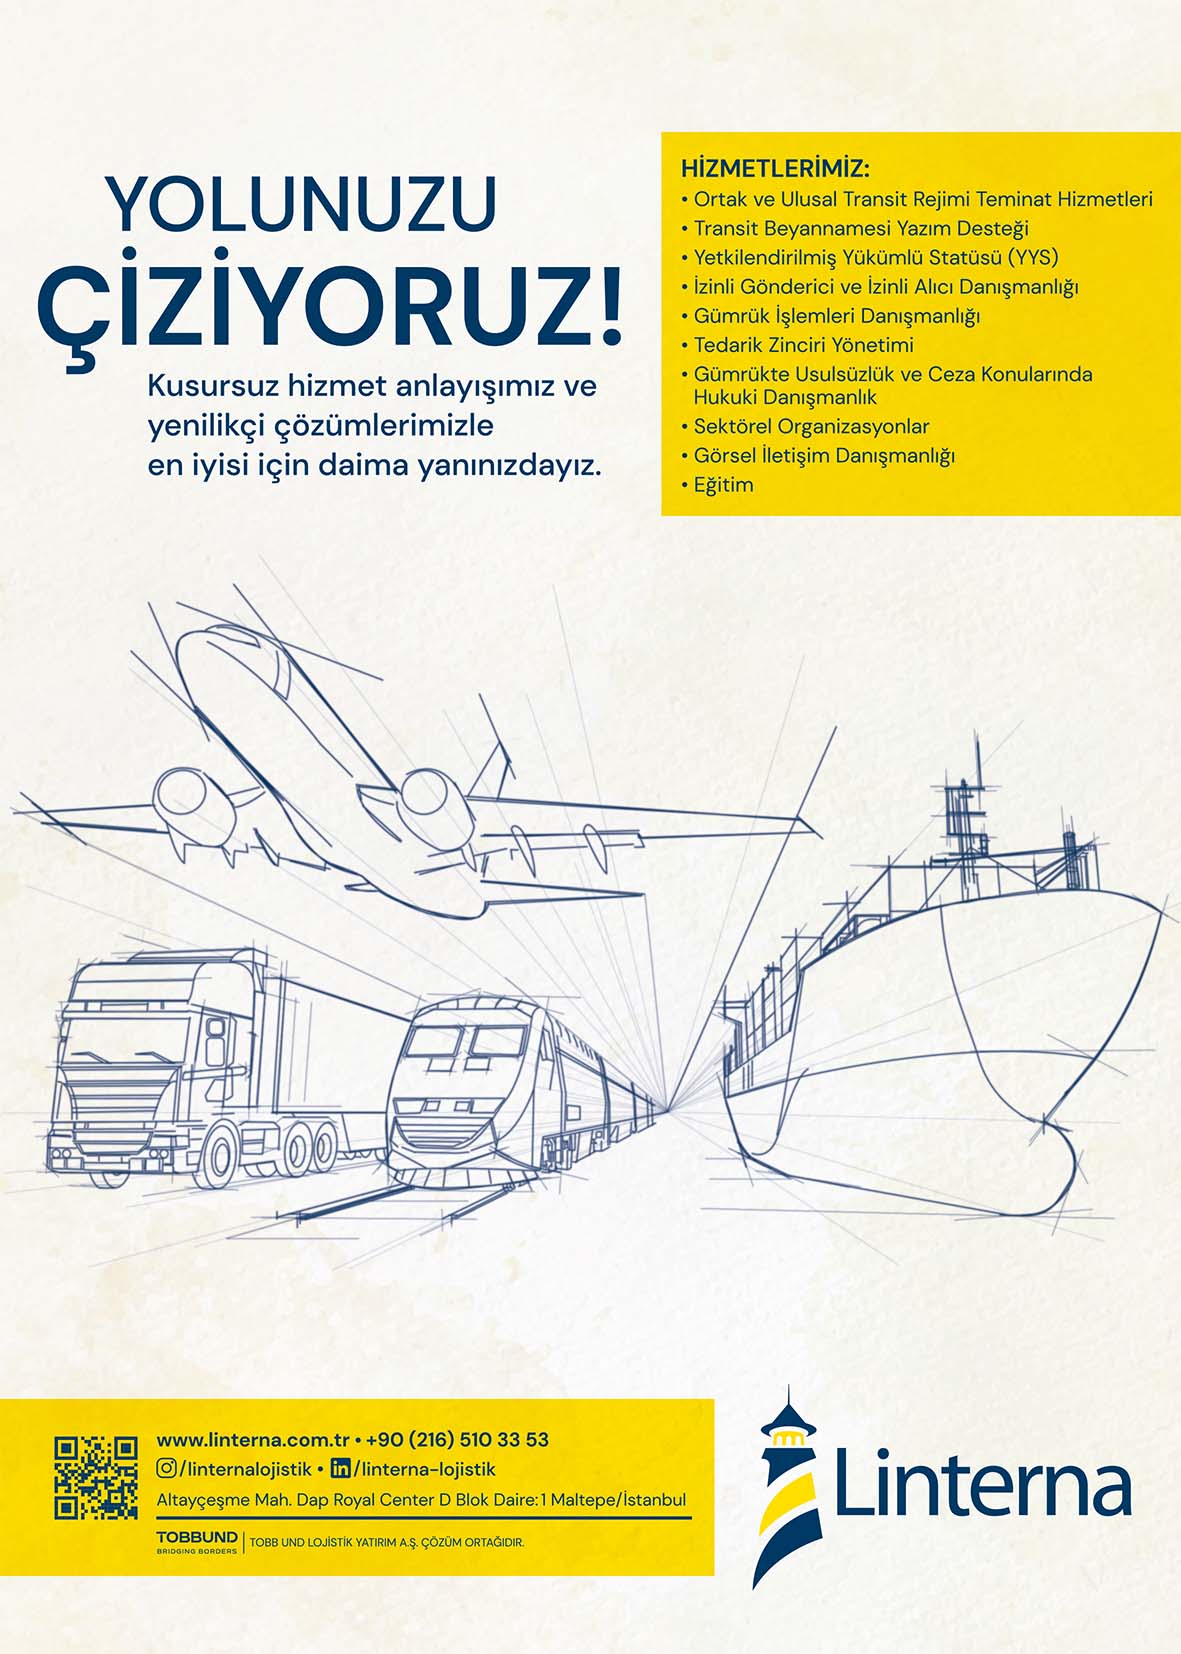 YOLUNUZU
ÇİZİYORUZ!
Kusursuz hizmet anlayışımız ve
yenilikçi çözümlerimizle
en iyisi için daima yanınızdayız.
HİZMETLERİMİZ:
• Ortak ve Ulusal Transit Rejimi Teminat Hizmetleri
• Transit Beyannamesi Yazım Desteği
• Yetkilendirilmiş Yükümlü Statüsü (YYS)
• İzinli Gönderici ve İzinli Alıcı Danışmanlığı
• Gümrük İşlemleri Danışmanlığı
• Tedarik Zinciri Yönetimi
• Gümrükte Usulsüzlük ve Ceza Konularında
Hukuki Danışmanlık
• Sektörel Organizasyonlar
• Görsel İletişim Danışmanlığı
• Eğitim
www.linterna.com.tr • +90 (216) 510 33 53
/linternalojistik • in/linterna-lojistik
Altayçeşme Mah. Dap Royal Center D Blok Daire: 1 Maltepe/İstanbul
TOBBUND
BRIDGING BORDERS
TOBB UND LOJİSTİK YATIRIM A.Ş. ÇÖZÜM ORTAĞIDIR.
Linterna